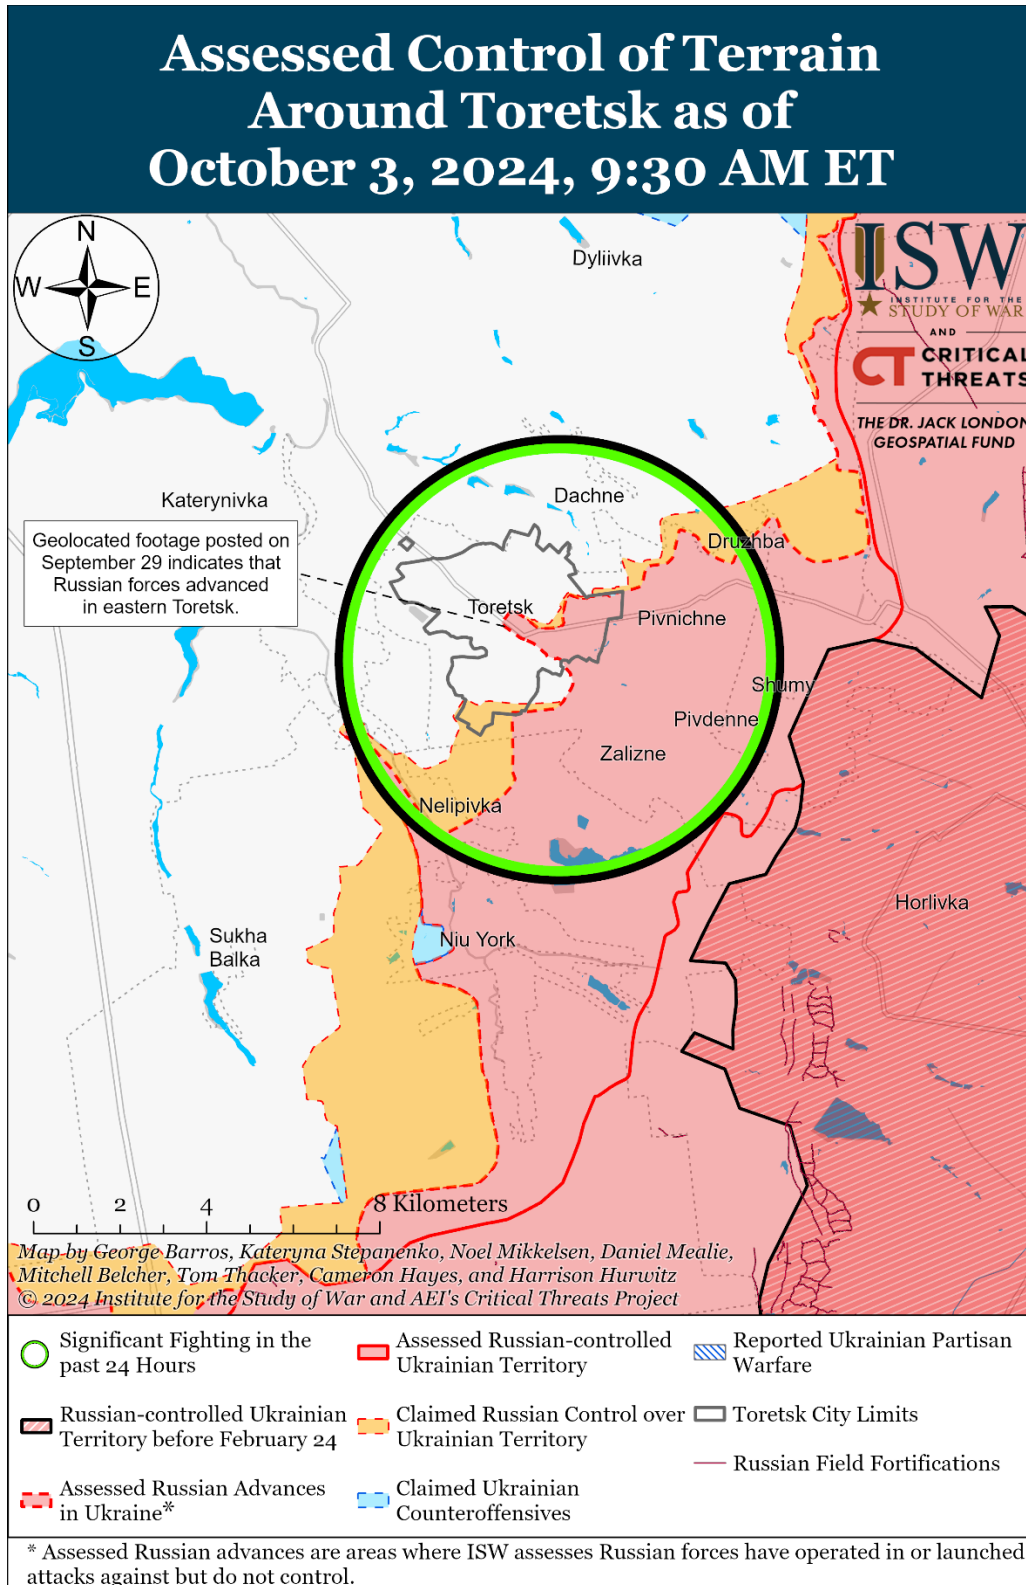 Assessed Control of Terrain
Around Toretsk as of
October 3, 2024, 9:30 AM ET
N
W E
S
Dyliivka
ISW
INSTITUTE FOR THE
STUDY OF WAR
AND
CT CRITICAL
THREATS
THE DR. JACK LONDON
GEOSPATIAL FUND
Katerynivka
Dachne
Geolocated footage posted on
September 29 indicates that
Russian forces advanced
in eastern Toretsk.
Druzhba
Toretsk
Pivnichne
Shumy
Pivdenne
Zalizne
Nelipivka
Horlivka
Niu York
Sukha
Balka
0 2 4 8 Kilometers
Map by George Barros, Kateryna Stepanenko, Noel Mikkelsen, Daniel Mealie,
Mitchell Belcher, Tom Thacker, Cameron Hayes, and Harrison Hurwitz
© 2024 Institute for the Study of War and AEI's Critical Threats Project
Significant Fighting in the
past 24 Hours
Russian-controlled Ukrainian
Territory before February 24
Assessed Russian Advances
in Ukraine*
Assessed Russian-controlled
Ukrainian Territory
Claimed Russian Control over
Ukrainian Territory
Claimed Ukrainian
Counteroffensives
Reported Ukrainian Partisan
Warfare
Toretsk City Limits
Russian Field Fortifications
* Assessed Russian advances are areas where ISW assesses Russian forces have operated in or launched
attacks against but do not control.